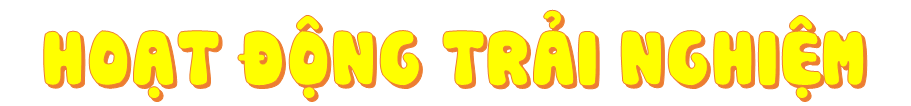 HOẠT ĐỘNG TRẢI NGHIỆM